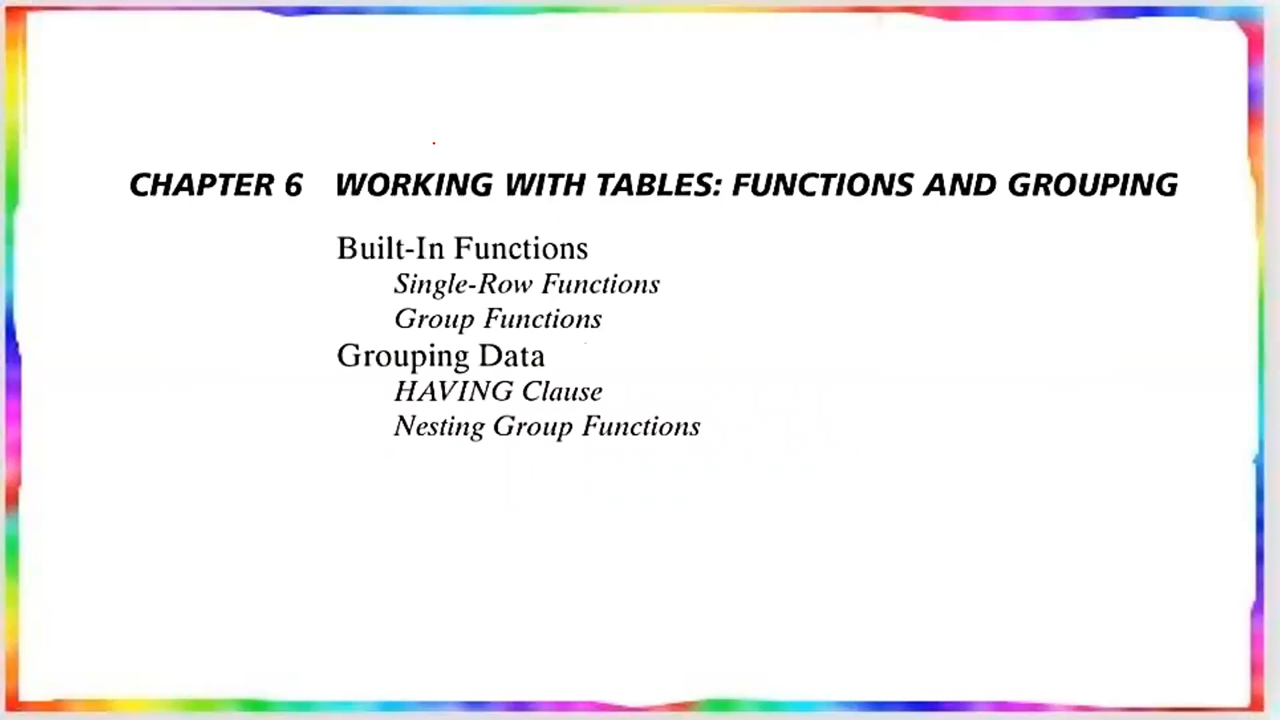 CHAPTER 6 WORKING WITH TABLES: FUNCTIONS AND GROUPING
Built-In Functions
Single-Row Functions
Group Functions
Grouping Data
HAVING Clause
Nesting Group Functions